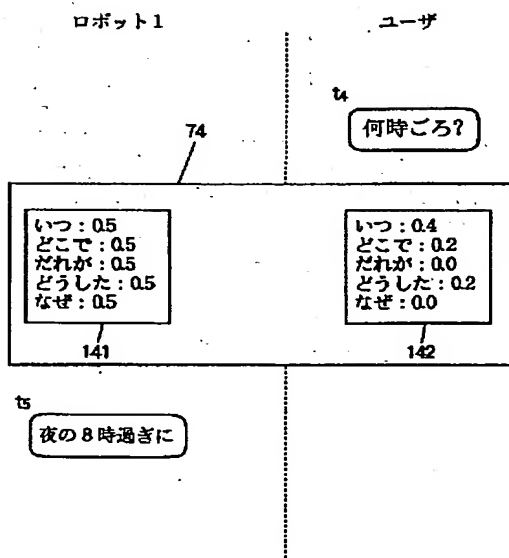 ロボット1
ユーザ
t4
何時ごろ?
74
いつ:0.5
どこで:0.5
だれが:0.5
どうした:0.5
なぜ:0.5
いつ:0.4
どこで:0.2
だれが:0.0
どうした:0.2
なぜ:0.0
141
142
t5
夜の8時過ぎに